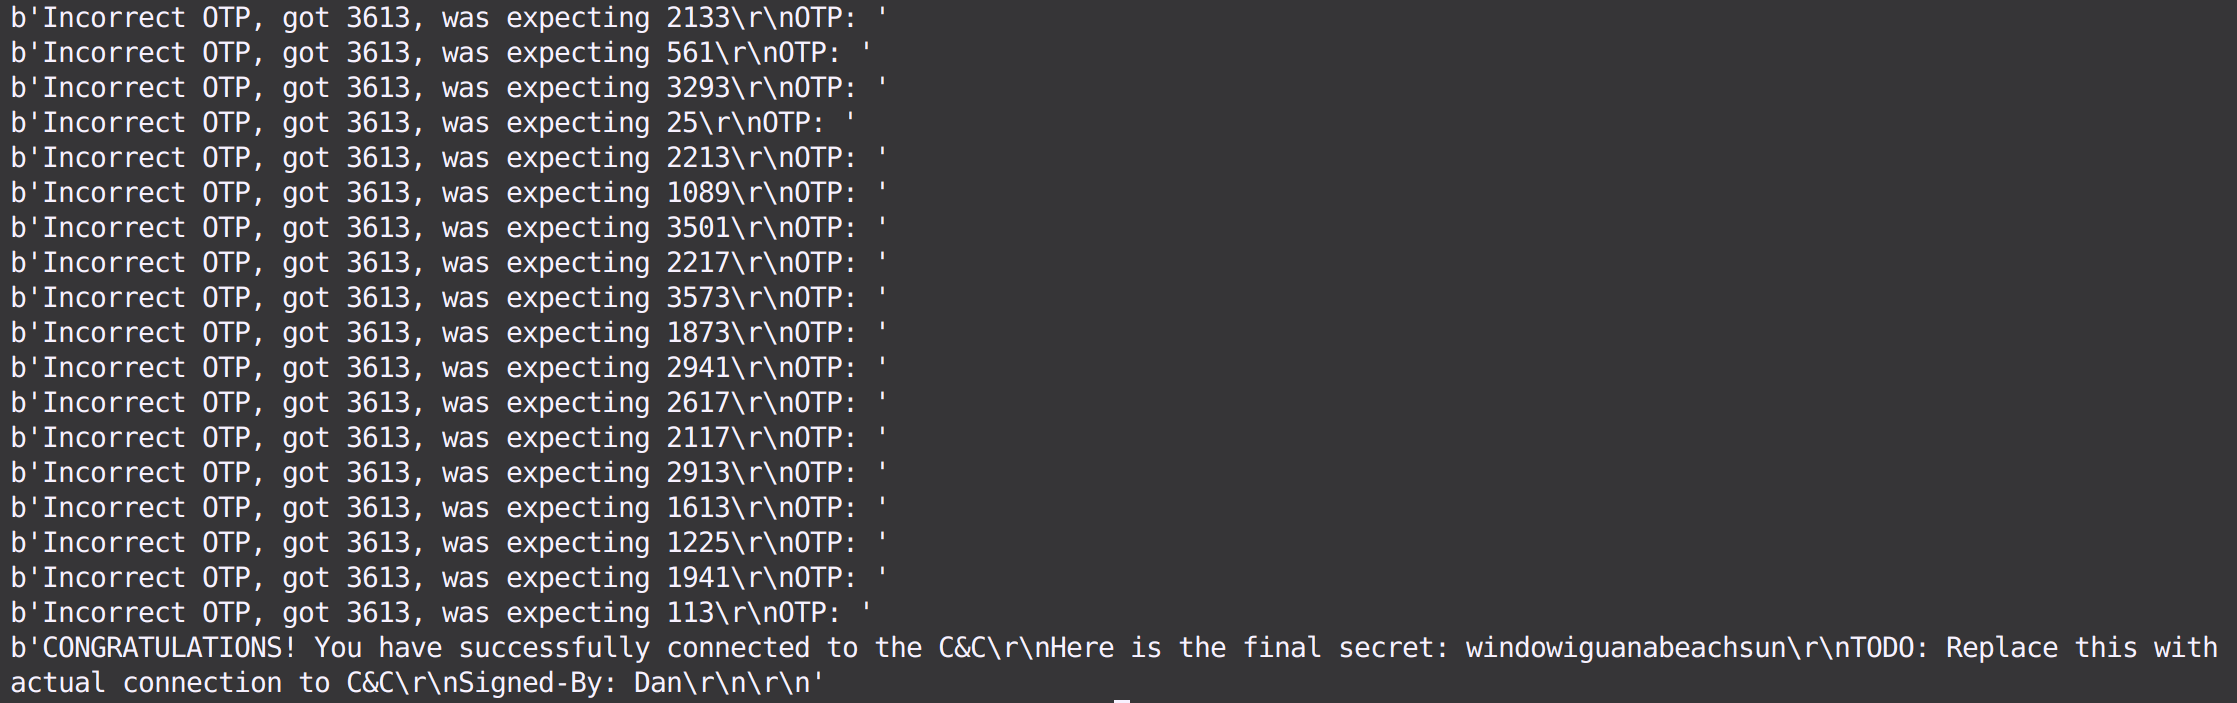 b'Incorrect OTP, got 3613, was expecting 2133\r\nOTP: '
b'Incorrect OTP, got 3613, was expecting 561\r\nOTP: '
b'Incorrect OTP, got 3613, was expecting 3293\r\nOTP: '
b'Incorrect OTP, got 3613, was expecting 25\r\nOTP: '
b'Incorrect OTP, got 3613, was expecting 2213\r\nOTP: '
b'Incorrect OTP, got 3613, was expecting 1089\r\nOTP: '
b'Incorrect OTP, got 3613, was expecting 3501\r\nOTP: '
b'Incorrect OTP, got 3613, was expecting 2217\r\nOTP: '
b'Incorrect OTP, got 3613, was expecting 3573\r\nOTP: '
b'Incorrect OTP, got 3613, was expecting 1873\r\nOTP: '
b'Incorrect OTP, got 3613, was expecting 2941\r\nOTP: '
b'Incorrect OTP, got 3613, was expecting 2617\r\nOTP: '
b'Incorrect OTP, got 3613, was expecting 2117\r\nOTP: '
b'Incorrect OTP, got 3613, was expecting 2913\r\nOTP: '
b'Incorrect OTP, got 3613, was expecting 1613\r\nOTP: '
b'Incorrect OTP, got 3613, was expecting 1225\r\nOTP: '
b'Incorrect OTP, got 3613, was expecting 1941\r\nOTP: '
b'Incorrect OTP, got 3613, was expecting 113\r\nOTP: '
b'CONGRATULATIONS! You have successfully connected to the C&C\r\nHere is the final secret: windowiguanabeachsun\r\nTODO: Replace this with
actual connection to C&C\r\nSigned-By: Dan\r\n\r\n'